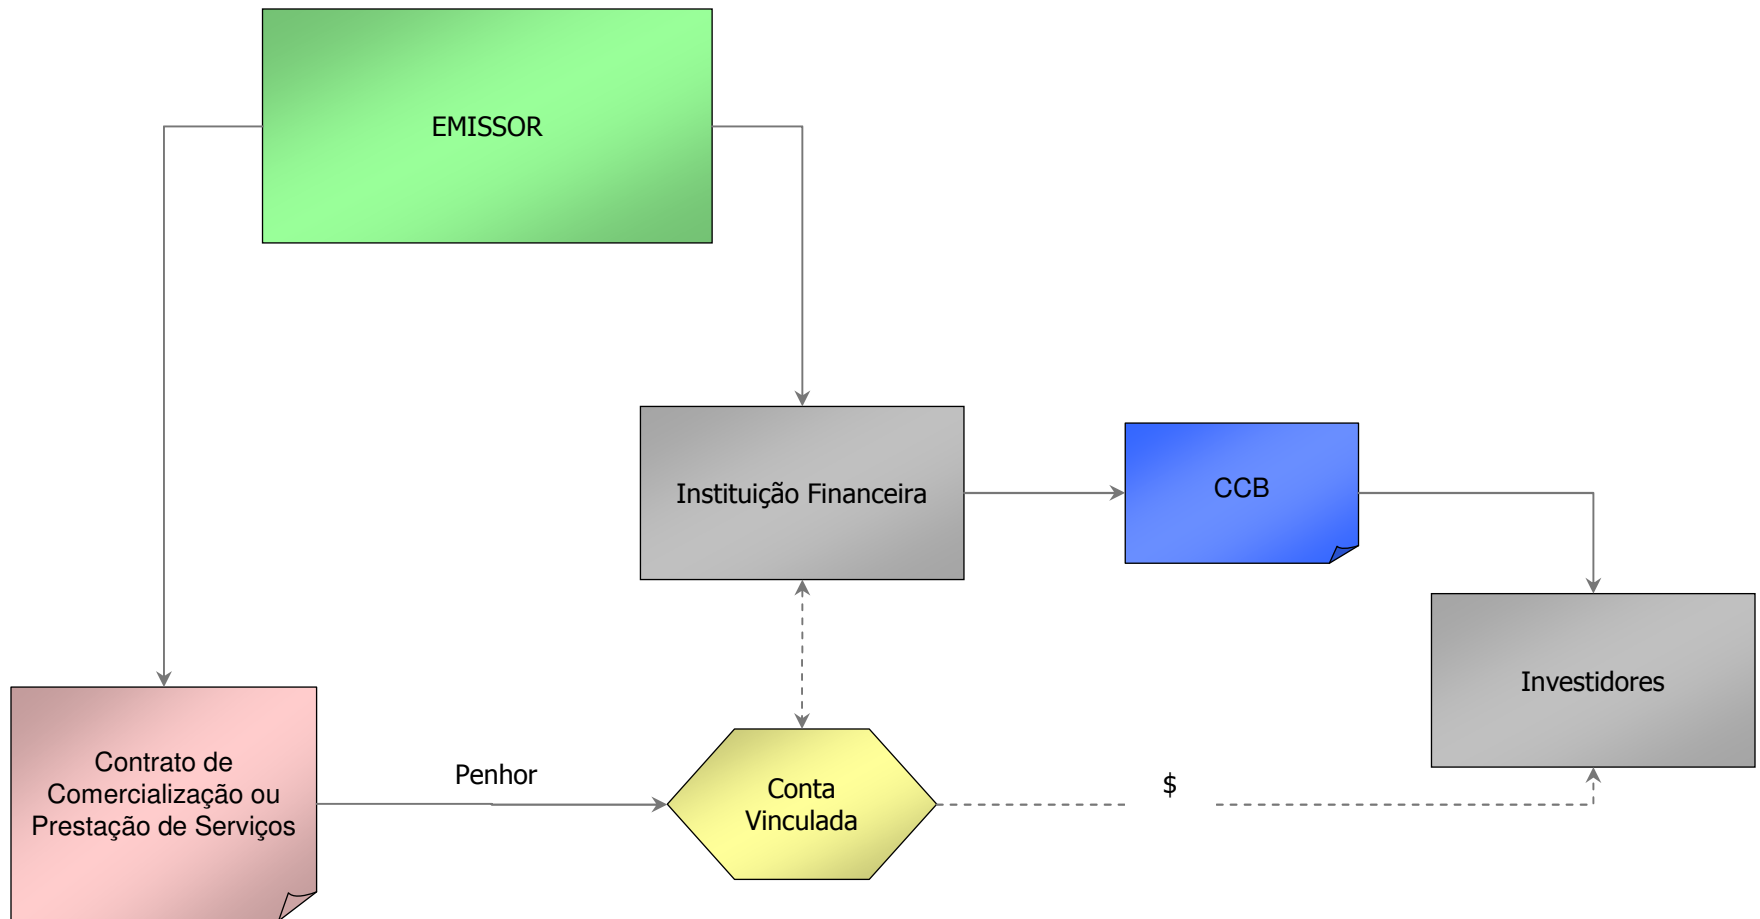 EMISSOR
Instituição Financeira
CCB
Investidores
Contrato de
Comercialização ou
Prestação de Serviços
Penhor
Conta
Vinculada
$